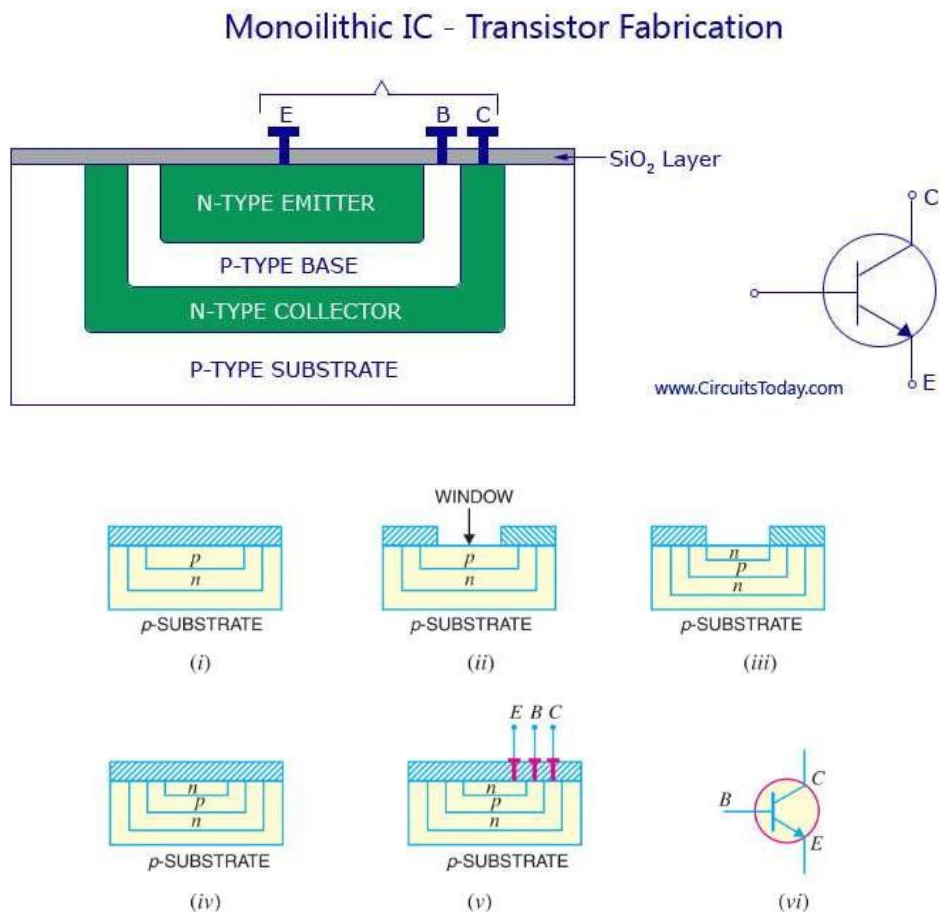 Monoilithic IC - Transistor Fabrication
E B C
SiO₂ Layer
N-TYPE EMITTER
P-TYPE BASE
N-TYPE COLLECTOR
P-TYPE SUBSTRATE
C
E
www.CircuitsToday.com
p
n
p-SUBSTRATE
(i)
WINDOW
p
n
p-SUBSTRATE
(ii)
n
p
n
p-SUBSTRATE
(iii)
n
p
n
p-SUBSTRATE
(iv)
E B C
n
p
n
p-SUBSTRATE
(v)
C
B
E
(vi)